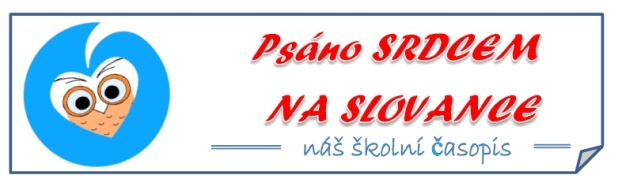 Psáno SRDCEM
NA SLOVANCE
náš školní časopis